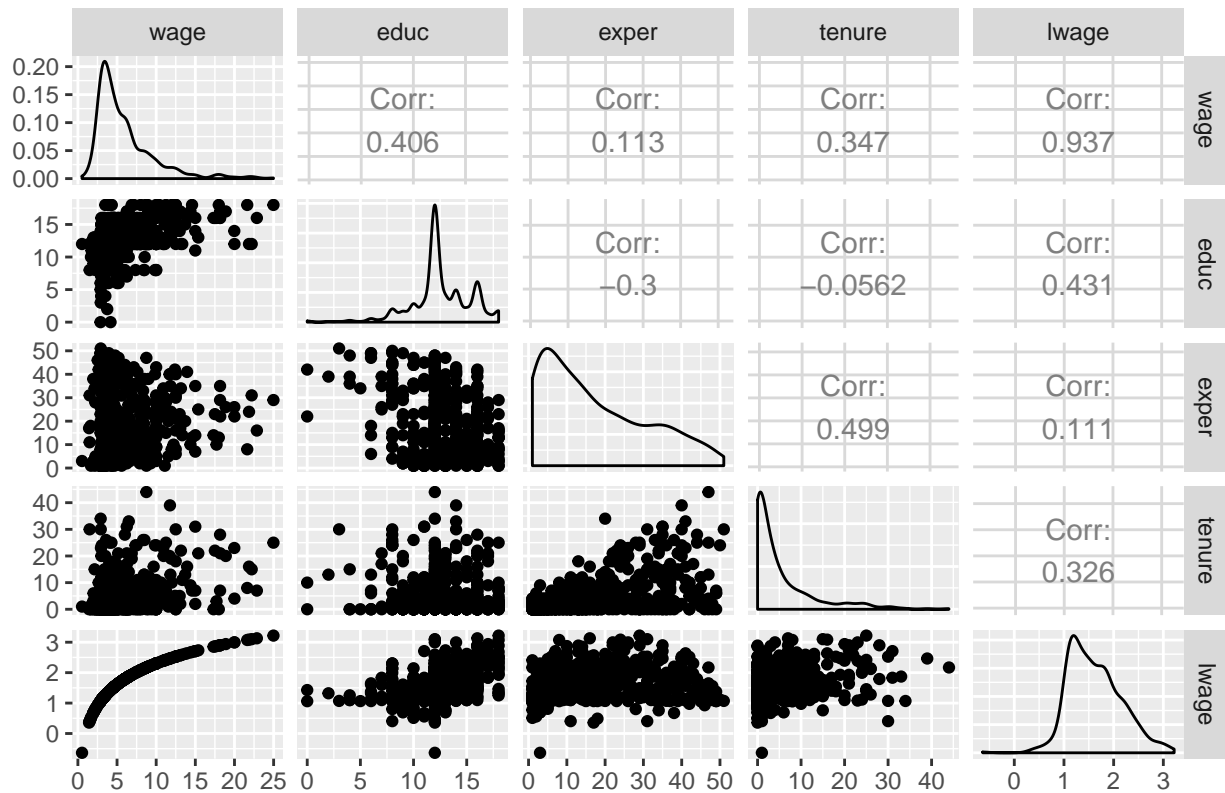 wage educ exper tenure lwage
0.20
0.15
0.10
0.05
0.00
Corr: Corr: Corr: Corr:
0.406 0.113 0.347 0.937
wage
15
10
5
0
Corr: Corr: Corr:
−0.3 −0.0562 0.431
educ
50
40
30
20
10
0
Corr: Corr:
0.499 0.111
exper
40
30
20
10
0
Corr:
0.326
tenure
3
2
1
0
lwage
0 5 10 15 20 25 0 5 10 15 0 10 20 30 40 50 0 10 20 30 40 0 1 2 3